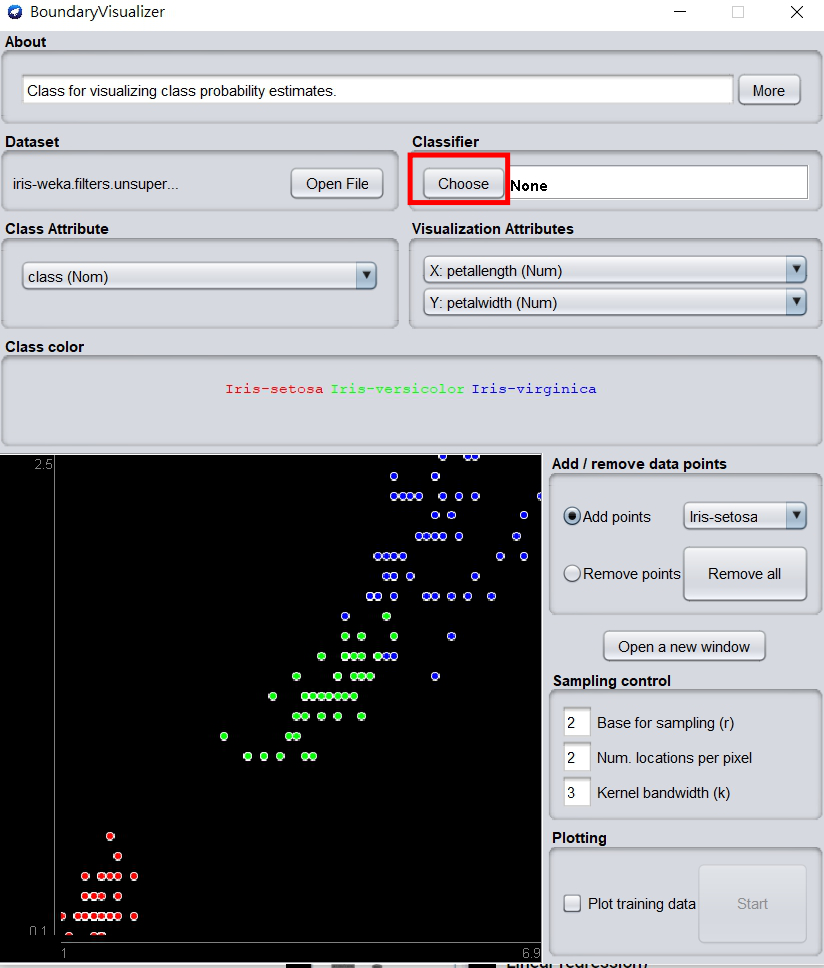 BoundaryVisualizer
About
Class for visualizing class probability estimates.
More
Dataset
Classifier
iris-weka.filters.unsuper...
Open File
Choose
None
Class Attribute
Visualization Attributes
class (Nom)
X: petallength (Num)
Y: petalwidth (Num)
Class color
Iris-setosa Iris-versicolor Iris-virginica
2.5
0.1
1
6.9
Add / remove data points
Add points
Iris-setosa
Remove points
Remove all
Open a new window
Sampling control
2 Base for sampling (r)
2 Num. locations per pixel
3 Kernel bandwidth (k)
Plotting
Plot training data
Start